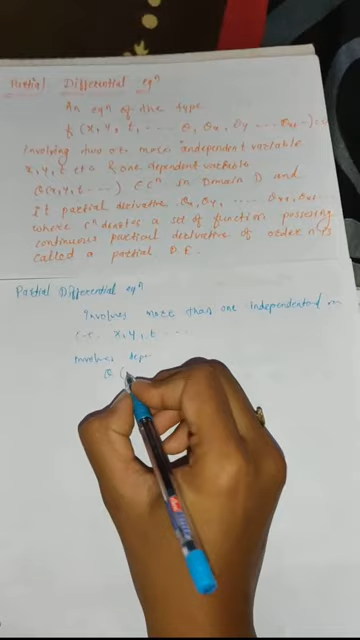 Partial Differential eqn
An eqn of the type
f(x, y, t, ..... θ, θx, θy ..... θxx ..) =
involving two or more independent variable
x, y, t etc & one dependent variable
θ(x, y, t ...) ∈ Cn in Domain D and
It partial derivative θx, θy, ..... θxx, θxt ....
where Cn denotes a set of function possessing
continuous partial derivative of order n is
called a partial D.E.
Partial Differential eqn
Involves more than one independent
i.e. x, y, t ...
Involves dep
θ (